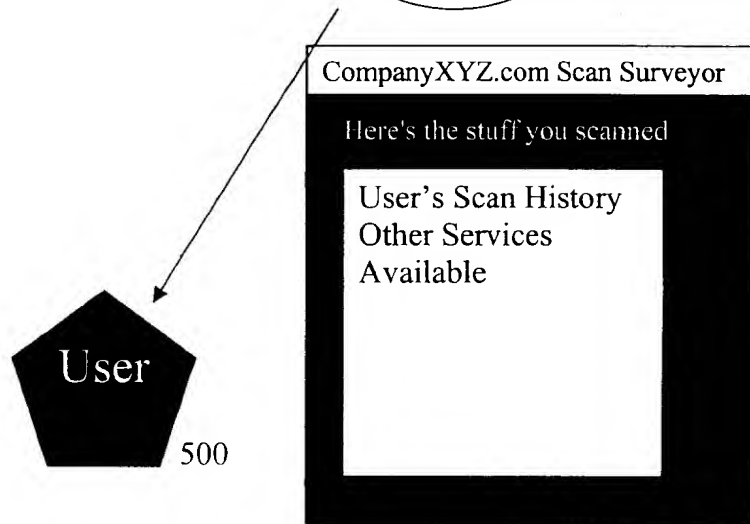 CompanyXYZ.com Scan Surveyor
Here's the stuff you scanned
User's Scan History
Other Services
Available
User
500